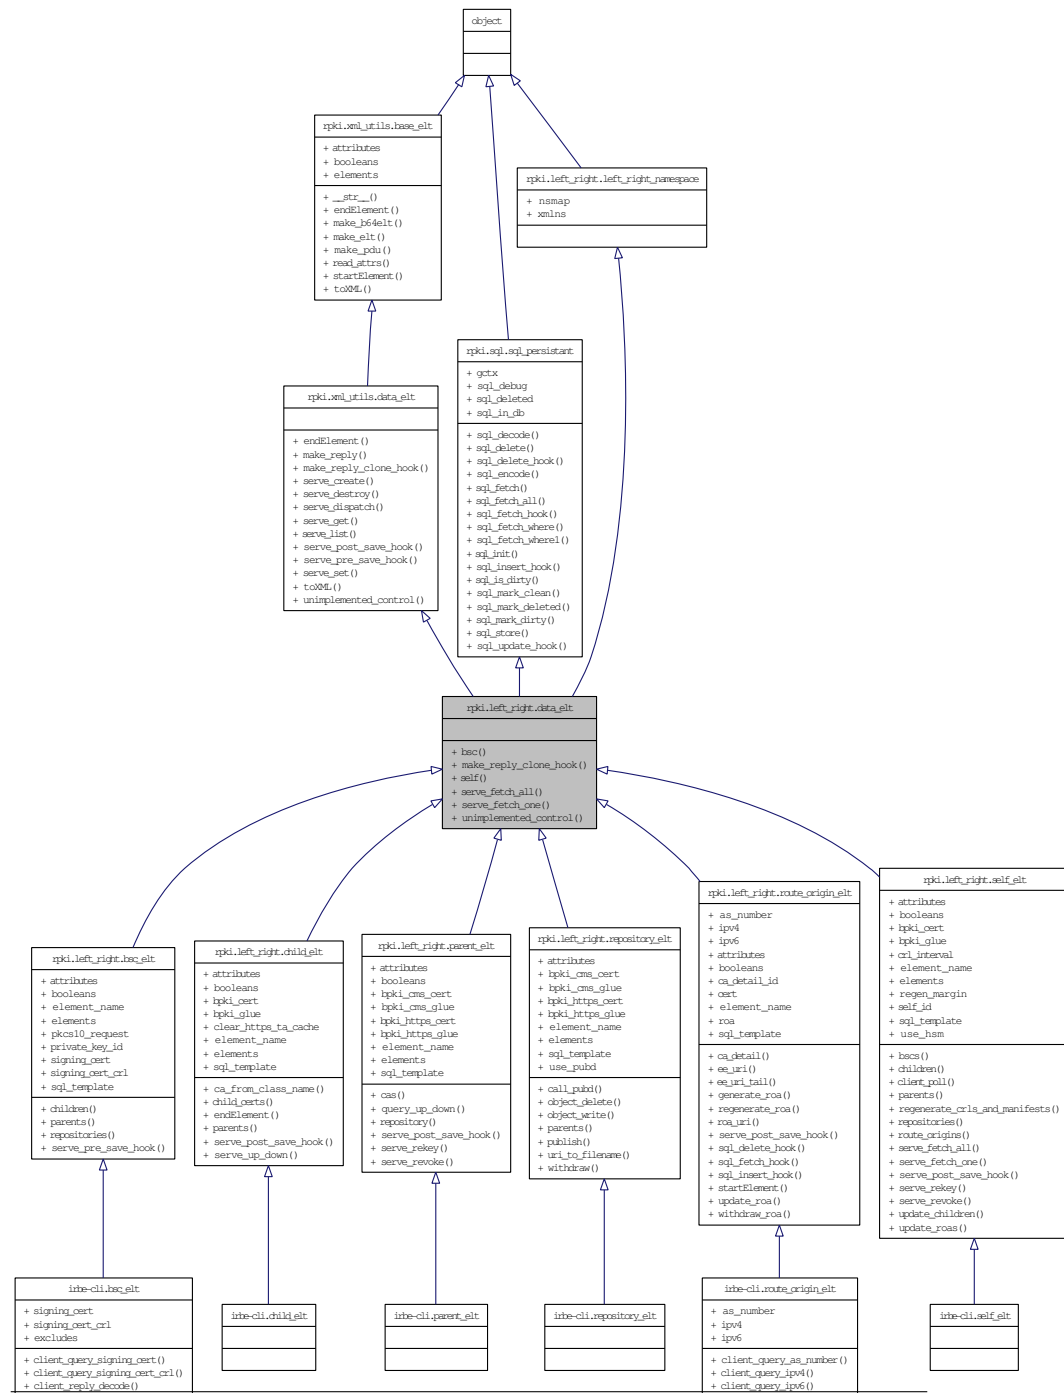 object
rpki.xml_utils.base_elt
+ attributes
+ booleans
+ elements
+ __str__()
+ endElement()
+ make_b64elt()
+ make_elt()
+ make_pdu()
+ read_attrs()
+ startElement()
+ toXML()
rpki.left_right.left_right_namespace
+ nsmap
+ xmlns
rpki.sql.sql_persistant
+ gctx
+ sql_debug
+ sql_deleted
+ sql_in_db
+ sql_decode()
+ sql_delete()
+ sql_delete_hook()
+ sql_encode()
+ sql_fetch()
+ sql_fetch_all()
+ sql_fetch_hook()
+ sql_fetch_where()
+ sql_fetch_where1()
+ sql_init()
+ sql_insert_hook()
+ sql_is_dirty()
+ sql_mark_clean()
+ sql_mark_deleted()
+ sql_mark_dirty()
+ sql_store()
+ sql_update_hook()
rpki.xml_utils.data_elt
+ endElement()
+ make_reply()
+ make_reply_clone_hook()
+ serve_create()
+ serve_destroy()
+ serve_dispatch()
+ serve_get()
+ serve_list()
+ serve_post_save_hook()
+ serve_pre_save_hook()
+ serve_set()
+ toXML()
+ unimplemented_control()
rpki.left_right.data_elt
+ bsc()
+ make_reply_clone_hook()
+ self()
+ serve_fetch_all()
+ serve_fetch_one()
+ unimplemented_control()
rpki.left_right.bsc_elt
+ attributes
+ booleans
+ element_name
+ elements
+ pkcs10_request
+ private_key_id
+ signing_cert
+ signing_cert_crl
+ sql_template
+ children()
+ parents()
+ repositories()
+ serve_pre_save_hook()
rpki.left_right.child_elt
+ attributes
+ booleans
+ bpki_cert
+ bpki_glue
+ clear_https_ta_cache
+ element_name
+ elements
+ sql_template
+ ca_from_class_name()
+ child_certs()
+ endElement()
+ parents()
+ serve_post_save_hook()
+ serve_up_down()
rpki.left_right.parent_elt
+ attributes
+ booleans
+ bpki_cms_cert
+ bpki_cms_glue
+ bpki_https_cert
+ bpki_https_glue
+ element_name
+ elements
+ sql_template
+ cas()
+ query_up_down()
+ repository()
+ serve_post_save_hook()
+ serve_rekey()
+ serve_revoke()
rpki.left_right.repository_elt
+ attributes
+ bpki_cms_cert
+ bpki_cms_glue
+ bpki_https_cert
+ bpki_https_glue
+ element_name
+ elements
+ sql_template
+ use_pubd
+ call_pubd()
+ object_delete()
+ object_write()
+ parents()
+ publish()
+ uri_to_filename()
+ withdraw()
rpki.left_right.route_origin_elt
+ as_number
+ ipv4
+ ipv6
+ attributes
+ booleans
+ ca_detail_id
+ cert
+ element_name
+ roa
+ sql_template
+ ca_detail()
+ ee_uri()
+ ee_uri_tail()
+ generate_roa()
+ regenerate_roa()
+ roa_uri()
+ serve_post_save_hook()
+ sql_delete_hook()
+ sql_fetch_hook()
+ sql_insert_hook()
+ startElement()
+ update_roa()
+ withdraw_roa()
rpki.left_right.self_elt
+ attributes
+ booleans
+ bpki_cert
+ bpki_glue
+ crl_interval
+ element_name
+ elements
+ regen_margin
+ self_id
+ sql_template
+ use_hsm
+ bscs()
+ children()
+ client_poll()
+ parents()
+ regenerate_crls_and_manifests()
+ repositories()
+ route_origins()
+ serve_fetch_all()
+ serve_fetch_one()
+ serve_post_save_hook()
+ serve_rekey()
+ serve_revoke()
+ update_children()
+ update_roas()
irbe-cli.bsc_elt
+ signing_cert
+ signing_cert_crl
+ excludes
+ client_query_signing_cert()
+ client_query_signing_cert_crl()
+ client_reply_decode()
irbe-cli.child_elt
irbe-cli.parent_elt
irbe-cli.repository_elt
irbe-cli.route_origin_elt
+ as_number
+ ipv4
+ ipv6
+ client_query_as_number()
+ client_query_ipv4()
+ client_query_ipv6()
irbe-cli.self_elt